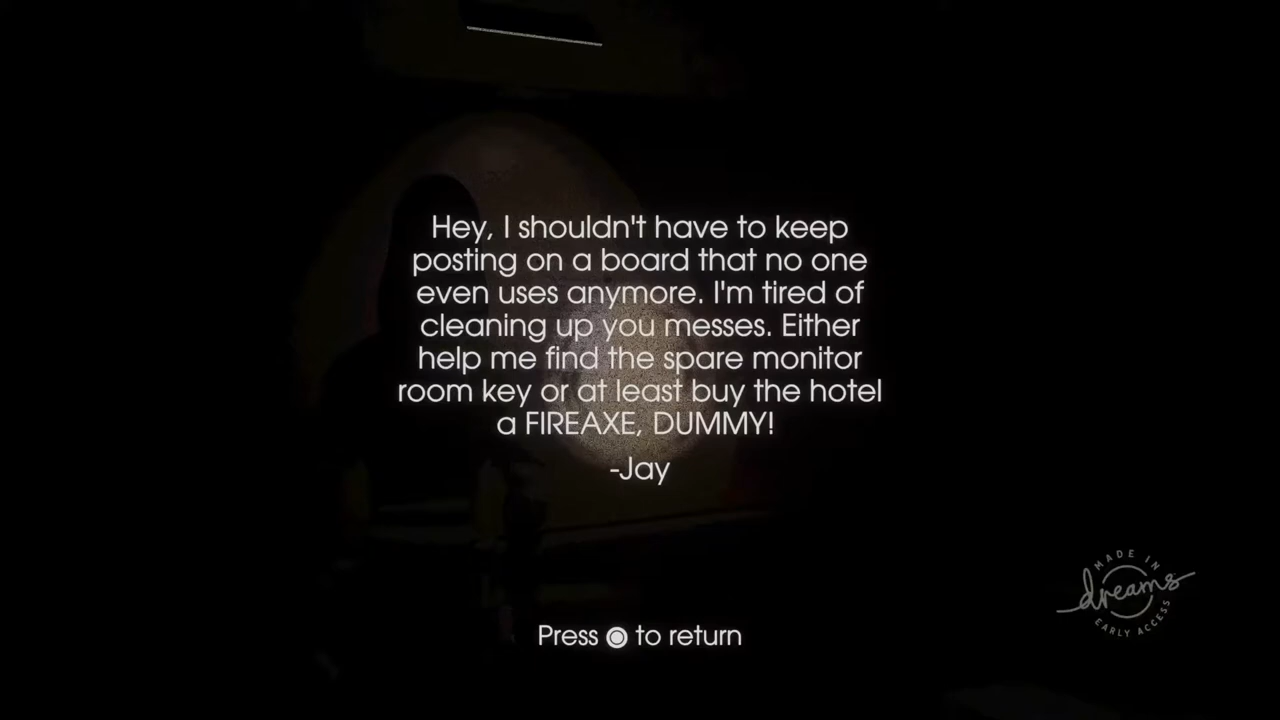 Hey, I shouldn't have to keep
posting on a board that no one
even uses anymore. I'm tired of
cleaning up you messes. Either
help me find the spare monitor
room key or at least buy the hotel
a FIREAXE, DUMMY!
-Jay
MADE IN
dreams
EARLY ACCESS
Press to return